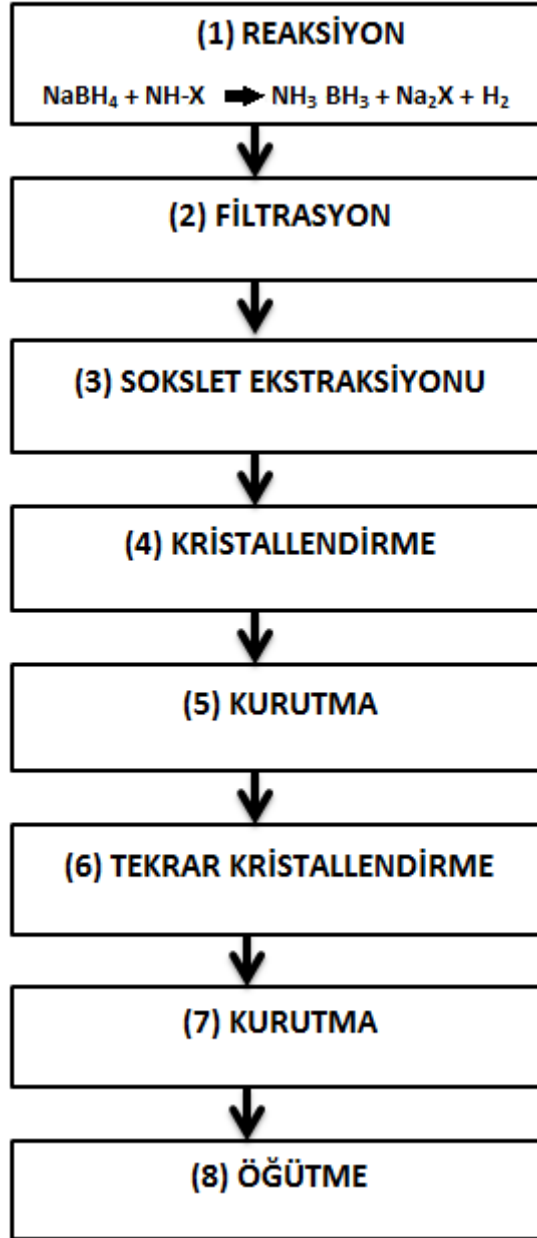 (1) REAKSİYON
NaBH₄ + NH-X ➡ NH₃ BH₃ + Na₂X + H₂
(2) FİLTRASYON
(3) SOKSLET EKSTRAKSİYONU
(4) KRİSTALLENDİRME
(5) KURUTMA
(6) TEKRAR KRİSTALLENDİRME
(7) KURUTMA
(8) ÖĞÜTME